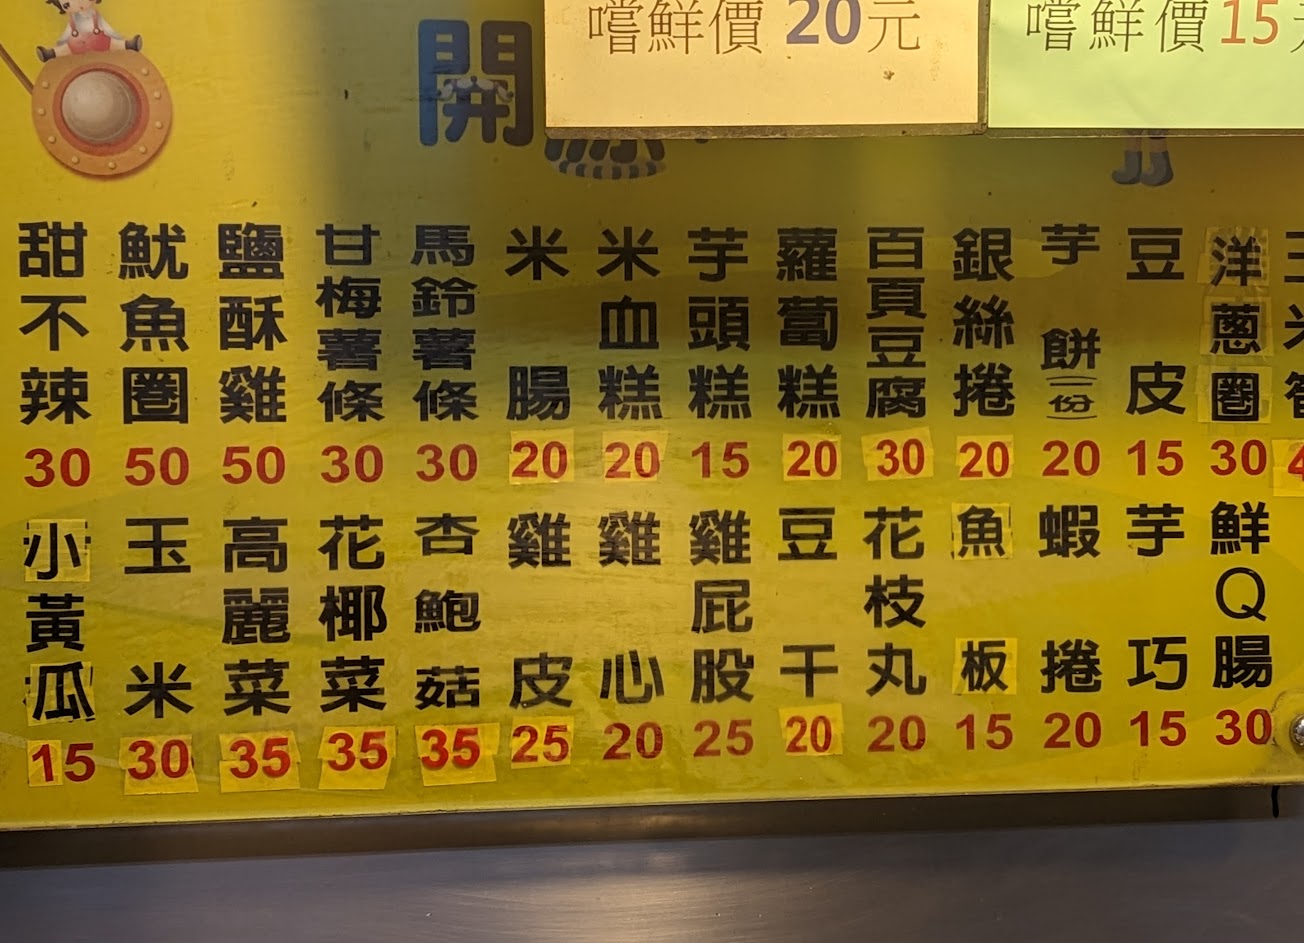 嚐鮮價20元
嚐鮮價15
開
甜不辣 30
魷魚圈 50
鹽酥雞 50
甘梅薯條 30
馬鈴薯條 30
米腸 20
米血糕 20
芋頭糕 15
蘿蔔糕 20
百頁豆腐 30
銀絲捲 20
芋餅(一份) 20
豆皮 15
洋蔥圈 30
小黃瓜 15
玉米 30
高麗菜 35
花椰菜 35
杏鮑菇 35
雞皮 25
雞心 20
雞屁股 25
豆干 20
花枝丸 20
魚板 15
蝦捲 20
芋巧 15
鮮Q腸 30